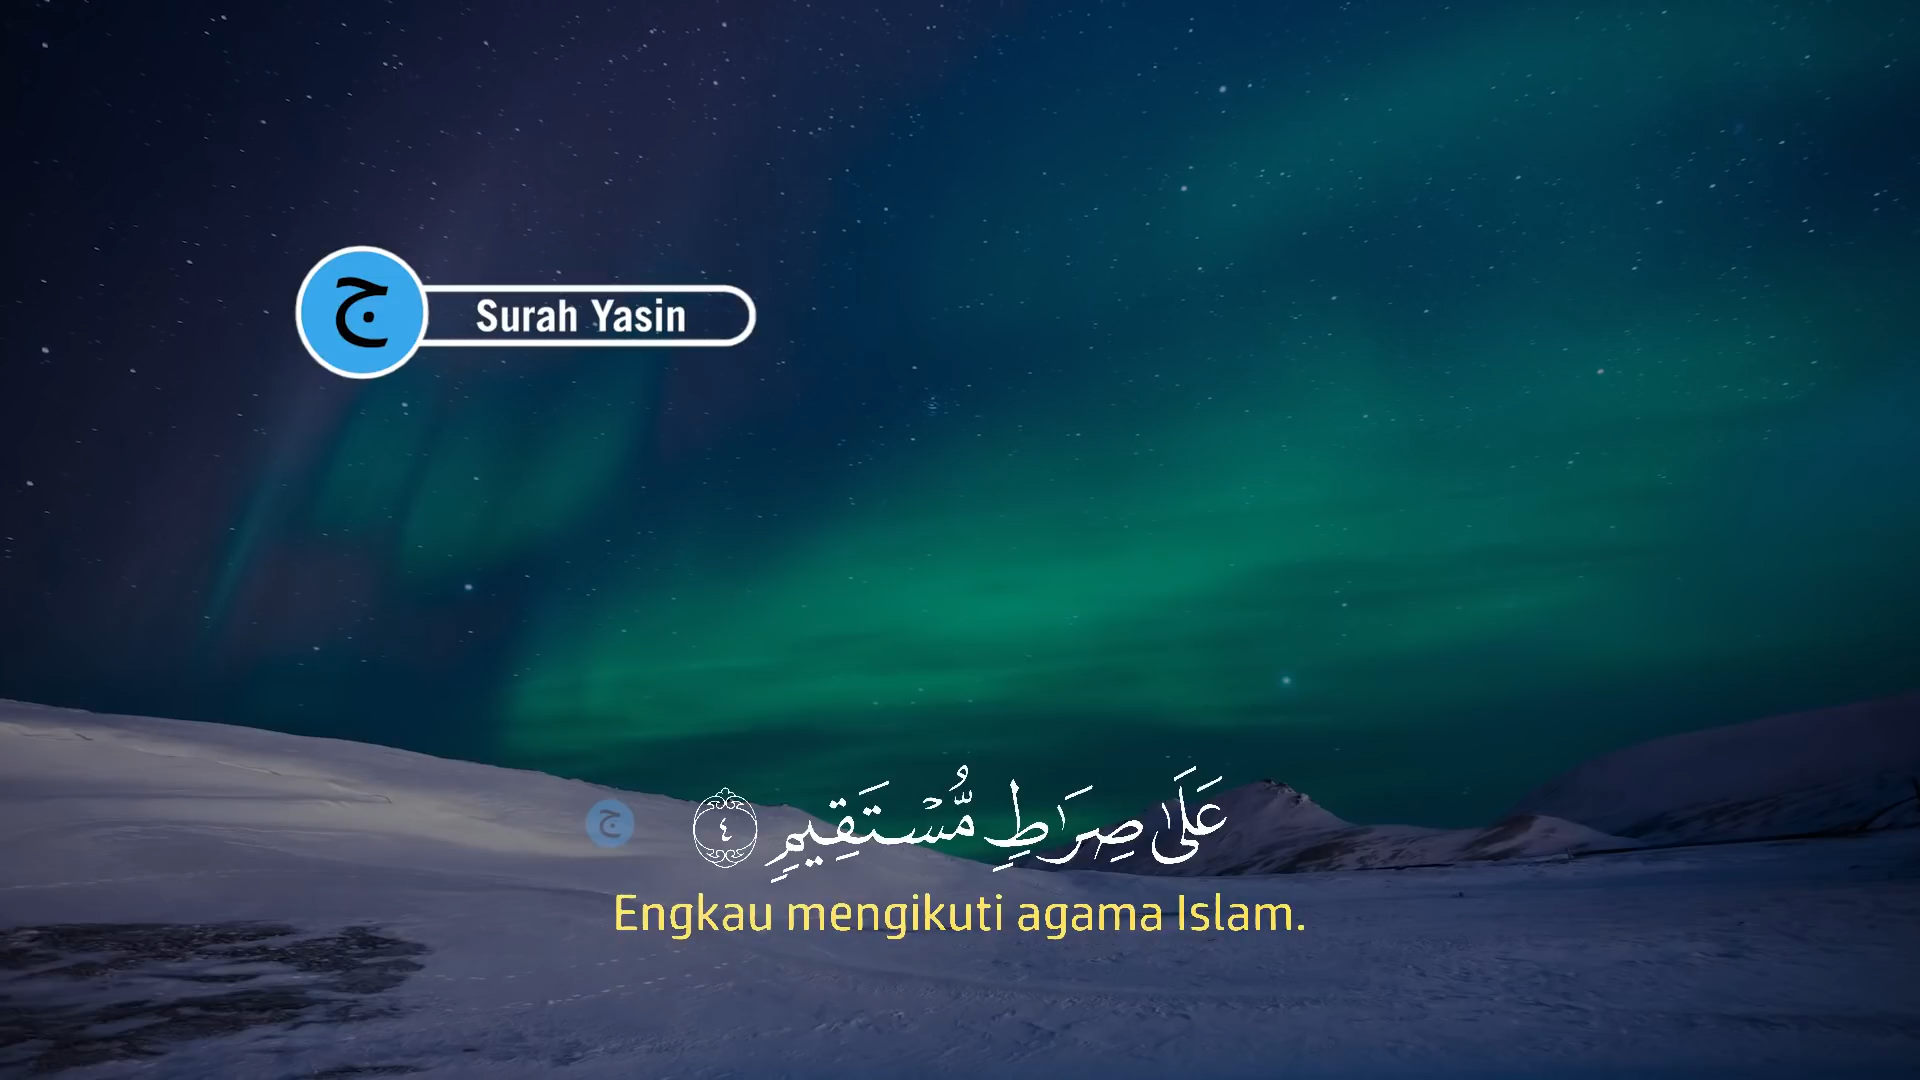 ج
Surah Yasin
عَلَىٰ صِرَٰطٍ مُّسْتَقِيمٍ ٤
ج
Engkau mengikuti agama Islam.